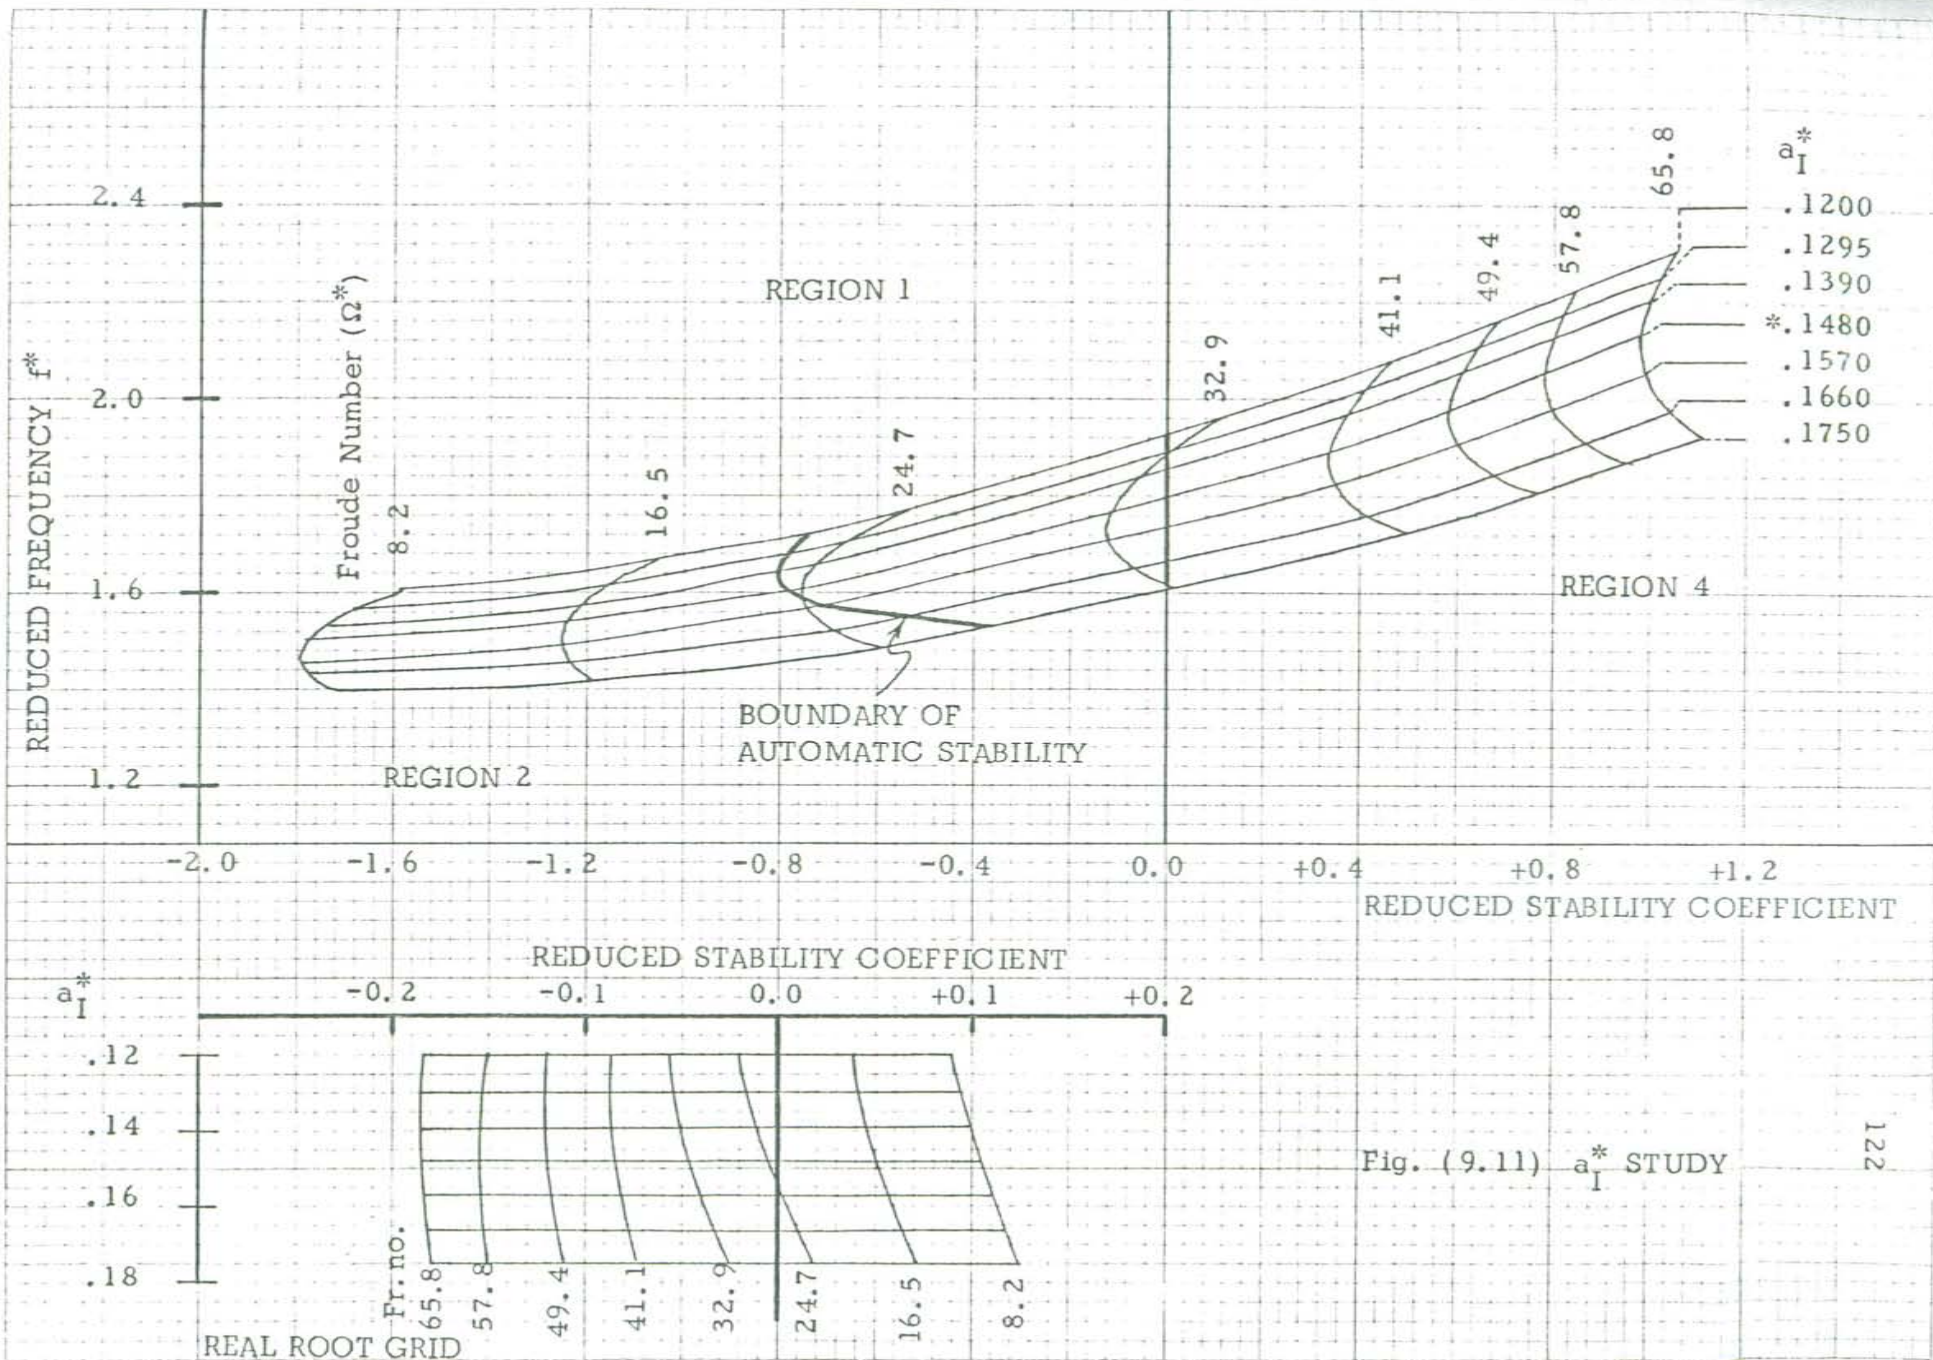 REDUCED FREQUENCY f*
2.4
2.0
1.6
1.2
Froude Number (Ω*)
8.2
16.5
24.7
32.9
41.1
49.4
57.8
65.8
a*I
.1200
.1295
.1390
*.1480
.1570
.1660
.1750
REGION 1
REGION 4
BOUNDARY OF
AUTOMATIC STABILITY
REGION 2
-2.0 -1.6 -1.2 -0.8 -0.4 0.0 +0.4 +0.8 +1.2
REDUCED STABILITY COEFFICIENT
REDUCED STABILITY COEFFICIENT
-0.2 -0.1 0.0 +0.1 +0.2
a*I
.12
.14
.16
.18
Fr.no.
65.8
57.8
49.4
41.1
32.9
24.7
16.5
8.2
REAL ROOT GRID
Fig. (9.11) a*I STUDY
122